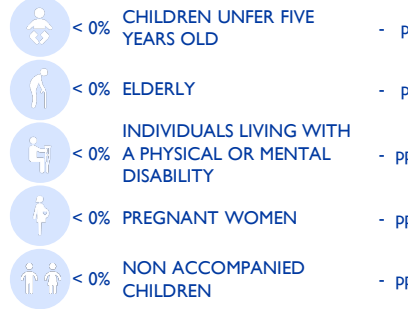 < 0% CHILDREN UNFER FIVE
YEARS OLD -
< 0% ELDERLY -
INDIVIDUALS LIVING WITH
< 0% A PHYSICAL OR MENTAL -
DISABILITY
< 0% PREGNANT WOMEN -
< 0% NON ACCOMPANIED
CHILDREN -